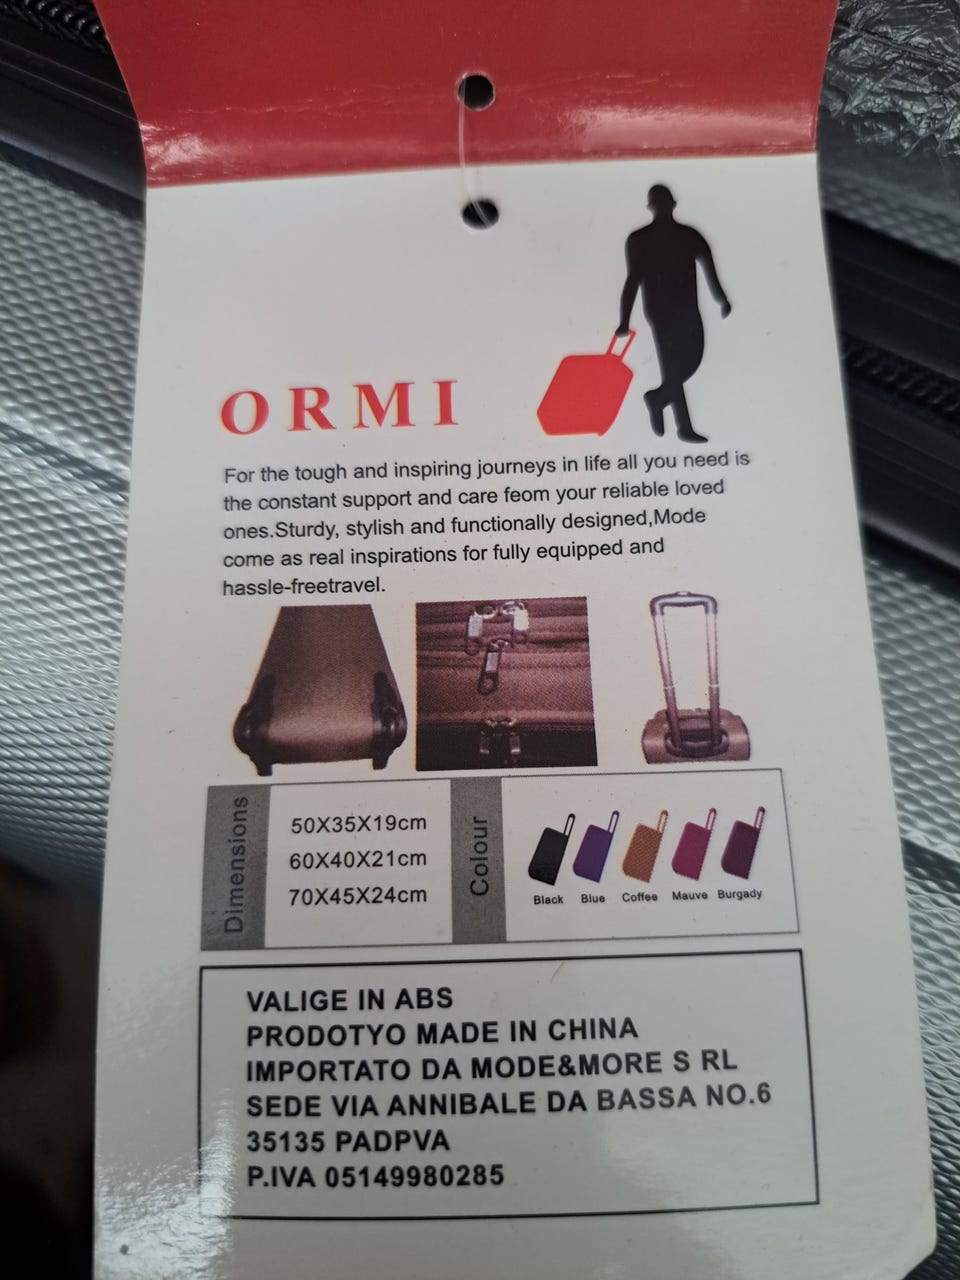 ORMI
For the tough and inspiring journeys in life all you need is
the constant support and care feom your reliable loved
ones.Sturdy, stylish and functionally designed,Mode
come as real inspirations for fully equipped and
hassle-freetravel.
Dimensions
50X35X19cm
60X40X21cm
70X45X24cm
Colour
Black Blue Coffee Mauve Burgady
VALIGE IN ABS
PRODOTYO MADE IN CHINA
IMPORTATO DA MODE&MORE S RL
SEDE VIA ANNIBALE DA BASSA NO.6
35135 PADPVA
P.IVA 05149980285